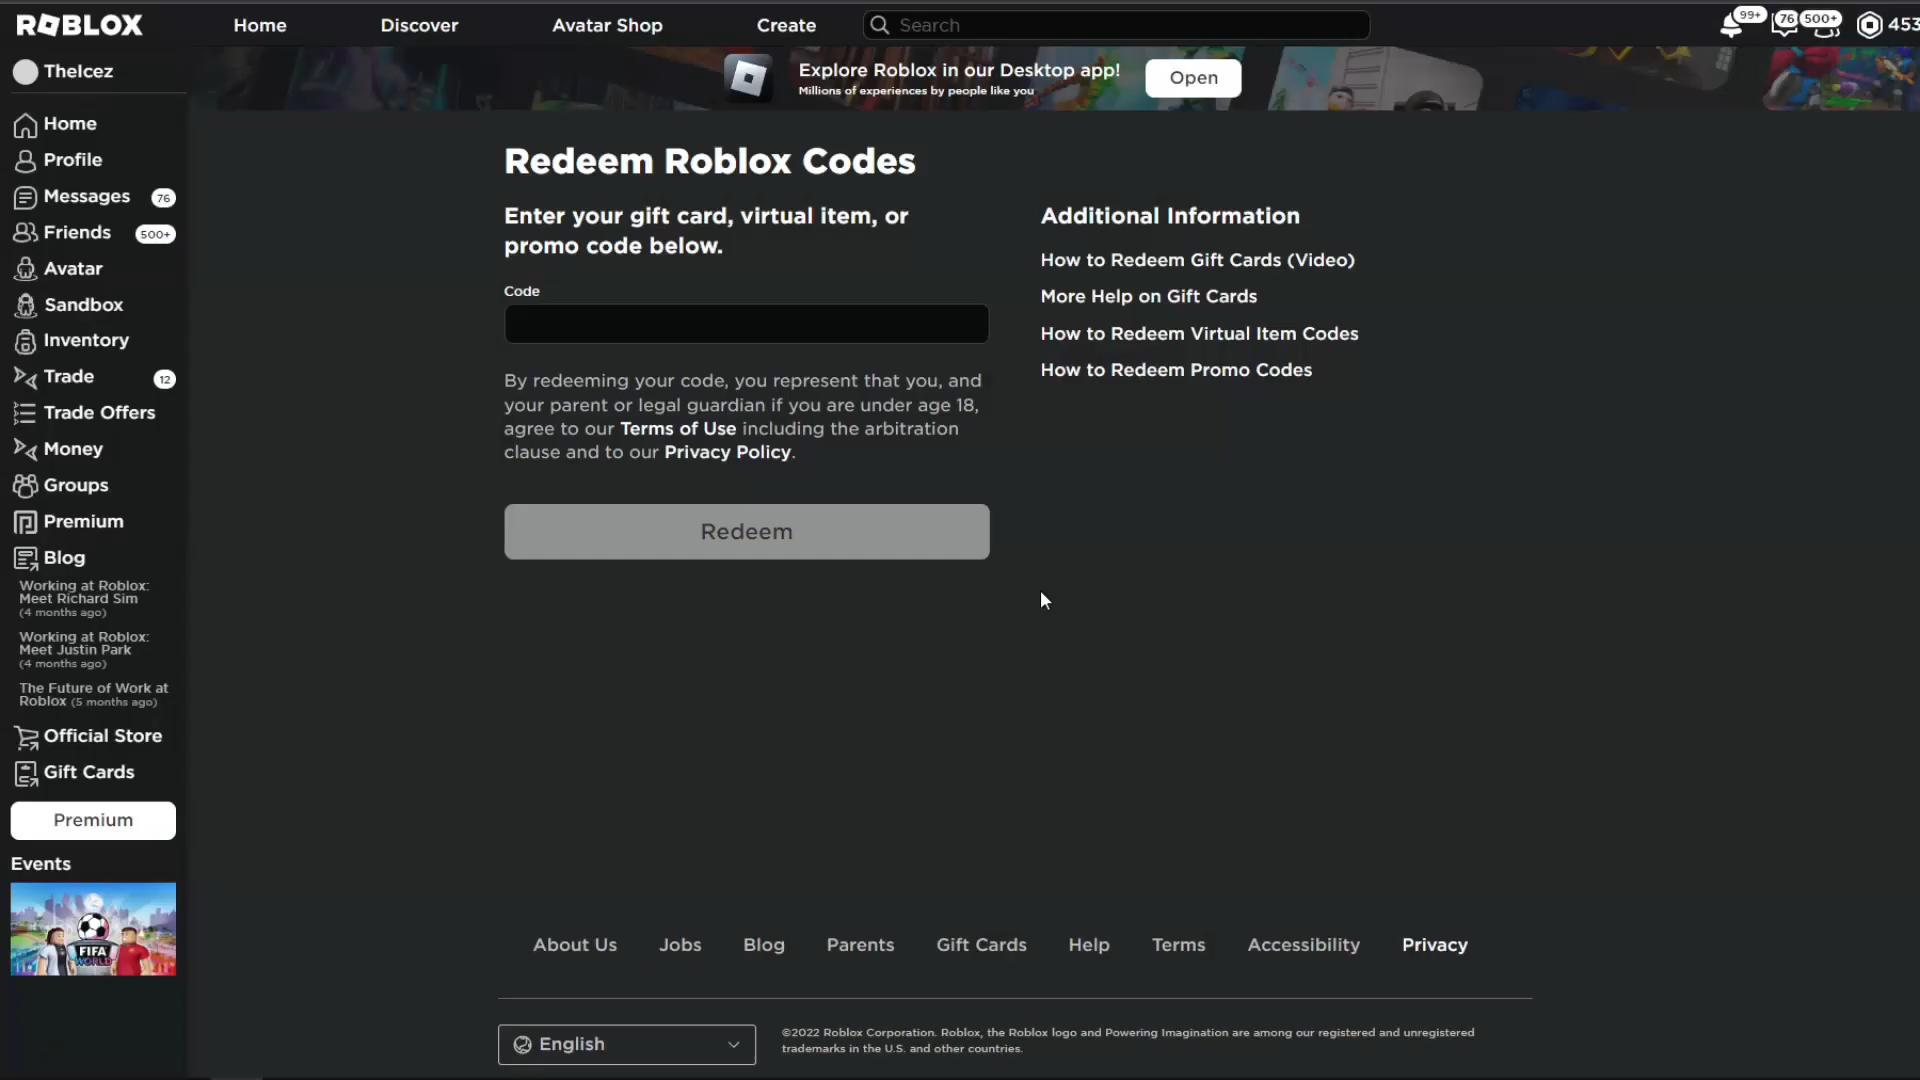 ROBLOX
Home
Discover
Avatar Shop
Create
Search
99+
76
500+
453
TheIcez
Explore Roblox in our Desktop app!
Millions of experiences by people like you
Open
Home
Profile
Messages 76
Friends 500+
Avatar
Sandbox
Inventory
Trade 12
Trade Offers
Money
Groups
Premium
Blog
Working at Roblox:
Meet Richard Sim
(4 months ago)
Working at Roblox:
Meet Justin Park
(4 months ago)
The Future of Work at
Roblox (5 months ago)
Official Store
Gift Cards
Premium
Events
FIFA
WORLD
Redeem Roblox Codes
Enter your gift card, virtual item, or
promo code below.
Code
By redeeming your code, you represent that you, and
your parent or legal guardian if you are under age 18,
agree to our Terms of Use including the arbitration
clause and to our Privacy Policy.
Redeem
Additional Information
How to Redeem Gift Cards (Video)
More Help on Gift Cards
How to Redeem Virtual Item Codes
How to Redeem Promo Codes
About Us
Jobs
Blog
Parents
Gift Cards
Help
Terms
Accessibility
Privacy
English
©2022 Roblox Corporation. Roblox, the Roblox logo and Powering Imagination are among our registered and unregistered
trademarks in the U.S. and other countries.